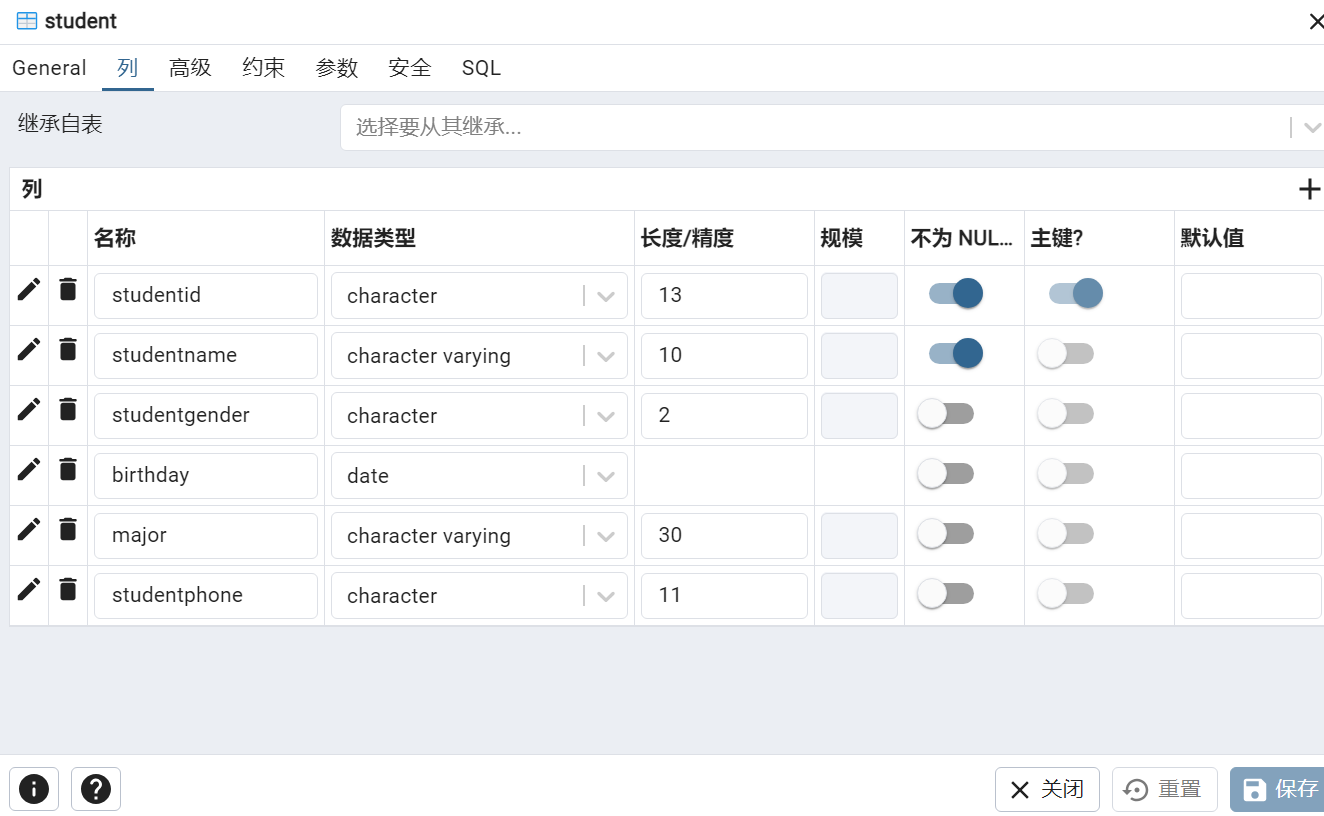 student
General 列 高级 约束 参数 安全 SQL
继承自表 选择要从其继承...
列
名称 数据类型 长度/精度 规模 不为 NUL... 主键? 默认值
studentid character 13
studentname character varying 10
studentgender character 2
birthday date
major character varying 30
studentphone character 11
关闭 重置 保存